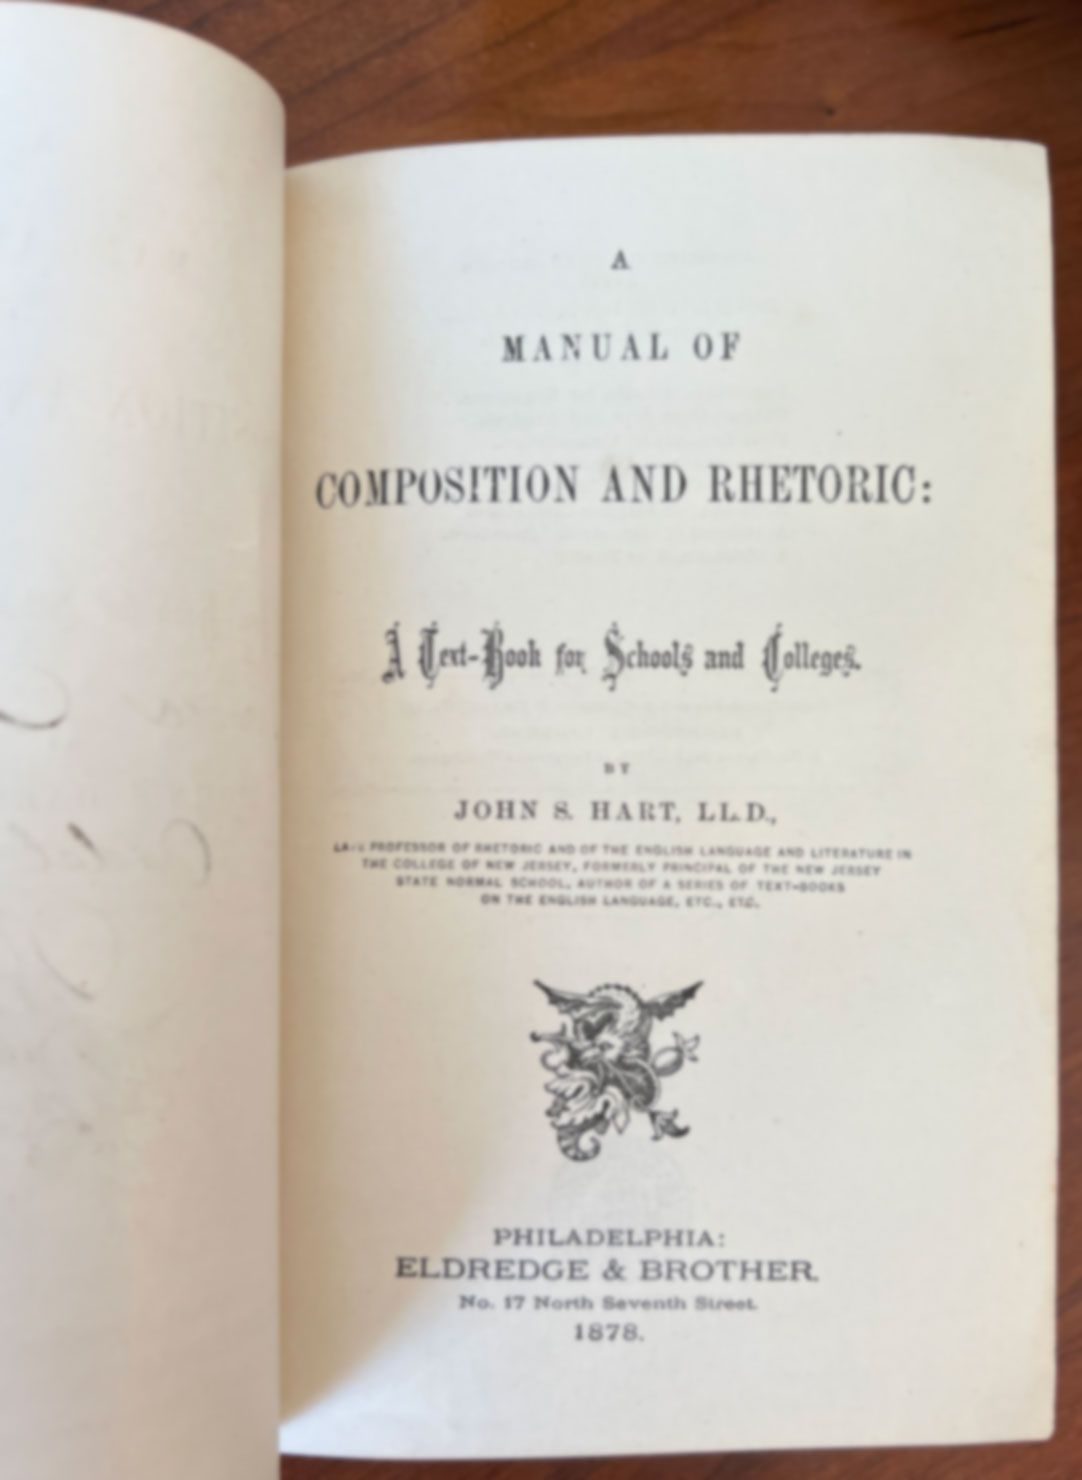 A
MANUAL OF
COMPOSITION AND RHETORIC:
A Text-Book for Schools and Colleges.
BY
JOHN S. HART, LL.D.,
LATE PROFESSOR OF RHETORIC AND OF THE ENGLISH LANGUAGE AND LITERATURE IN
THE COLLEGE OF NEW JERSEY, FORMERLY PRINCIPAL OF THE NEW JERSEY
STATE NORMAL SCHOOL, AUTHOR OF A SERIES OF TEXT-BOOKS
ON THE ENGLISH LANGUAGE, ETC., ETC.
PHILADELPHIA:
ELDREDGE & BROTHER.
No. 17 North Seventh Street.
1878.